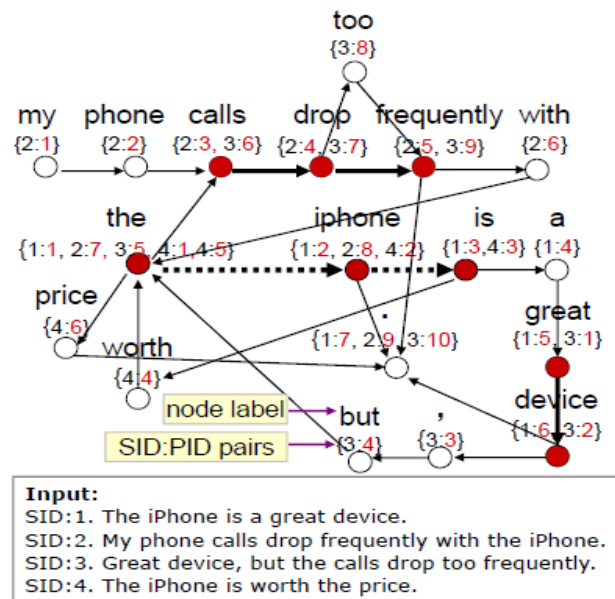 too
{3:8}
my phone calls drop frequently with
{2:1} {2:2} {2:3, 3:6} {2:4, 3:7} {2:5, 3:9} {2:6}
the iphone is a
{1:1, 2:7, 3:5, 4:1,4:5} {1:2, 2:8, 4:2} {1:3,4:3} {1:4}
price . great
{4:6} {1:7, 2:9, 3:10} {1:5, 3:1}
worth device
{4:4} {1:6, 3:2}
node label but ,
SID:PID pairs {3:4} {3:3}
Input:
SID:1. The iPhone is a great device.
SID:2. My phone calls drop frequently with the iPhone.
SID:3. Great device, but the calls drop too frequently.
SID:4. The iPhone is worth the price.